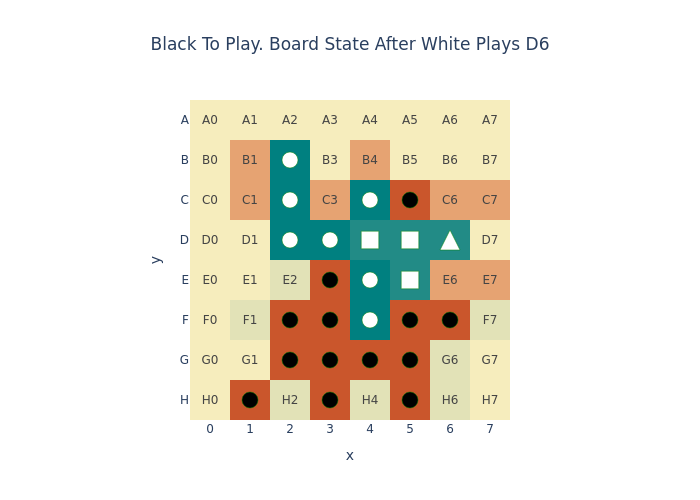 Black To Play. Board State After White Plays D6
A A0 A1 A2 A3 A4 A5 A6 A7
B B0 B1 B3 B4 B5 B6 B7
C C0 C1 C3 C6 C7
D D0 D1 D7
E E0 E1 E2 E6 E7
F F0 F1 F7
G G0 G1 G6 G7
H H0 H2 H4 H6 H7
0 1 2 3 4 5 6 7
x
y